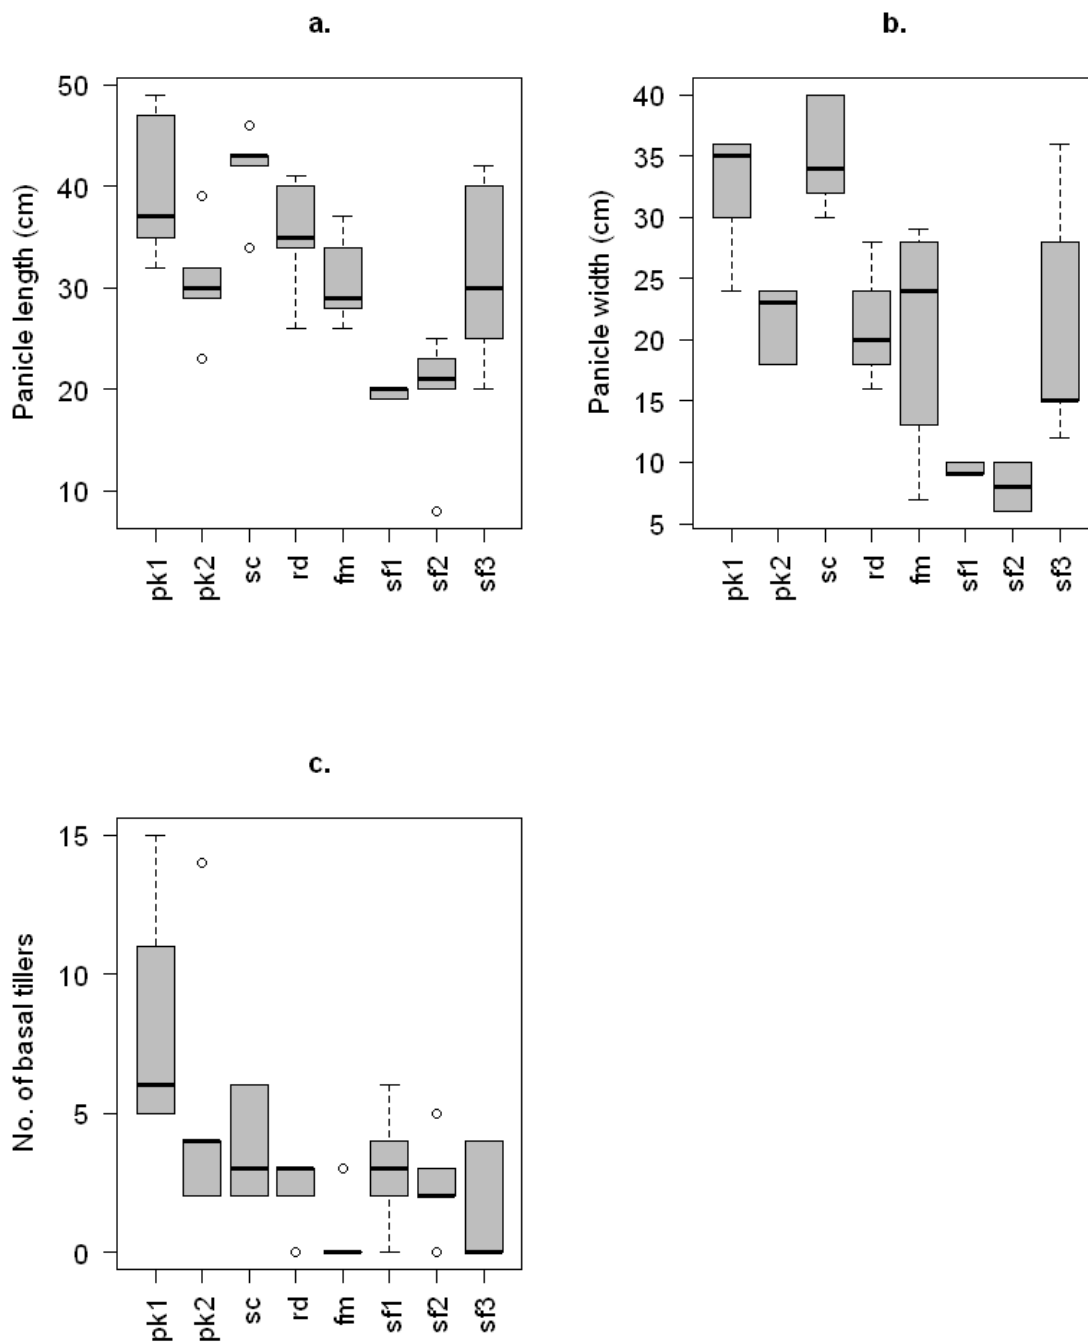 a.
Panicle length (cm)
50
40
30
20
10
pk1 pk2 sc rd fm sf1 sf2 sf3
b.
Panicle width (cm)
40
35
30
25
20
15
10
5
pk1 pk2 sc rd fm sf1 sf2 sf3
c.
No. of basal tillers
15
10
5
0
pk1 pk2 sc rd fm sf1 sf2 sf3